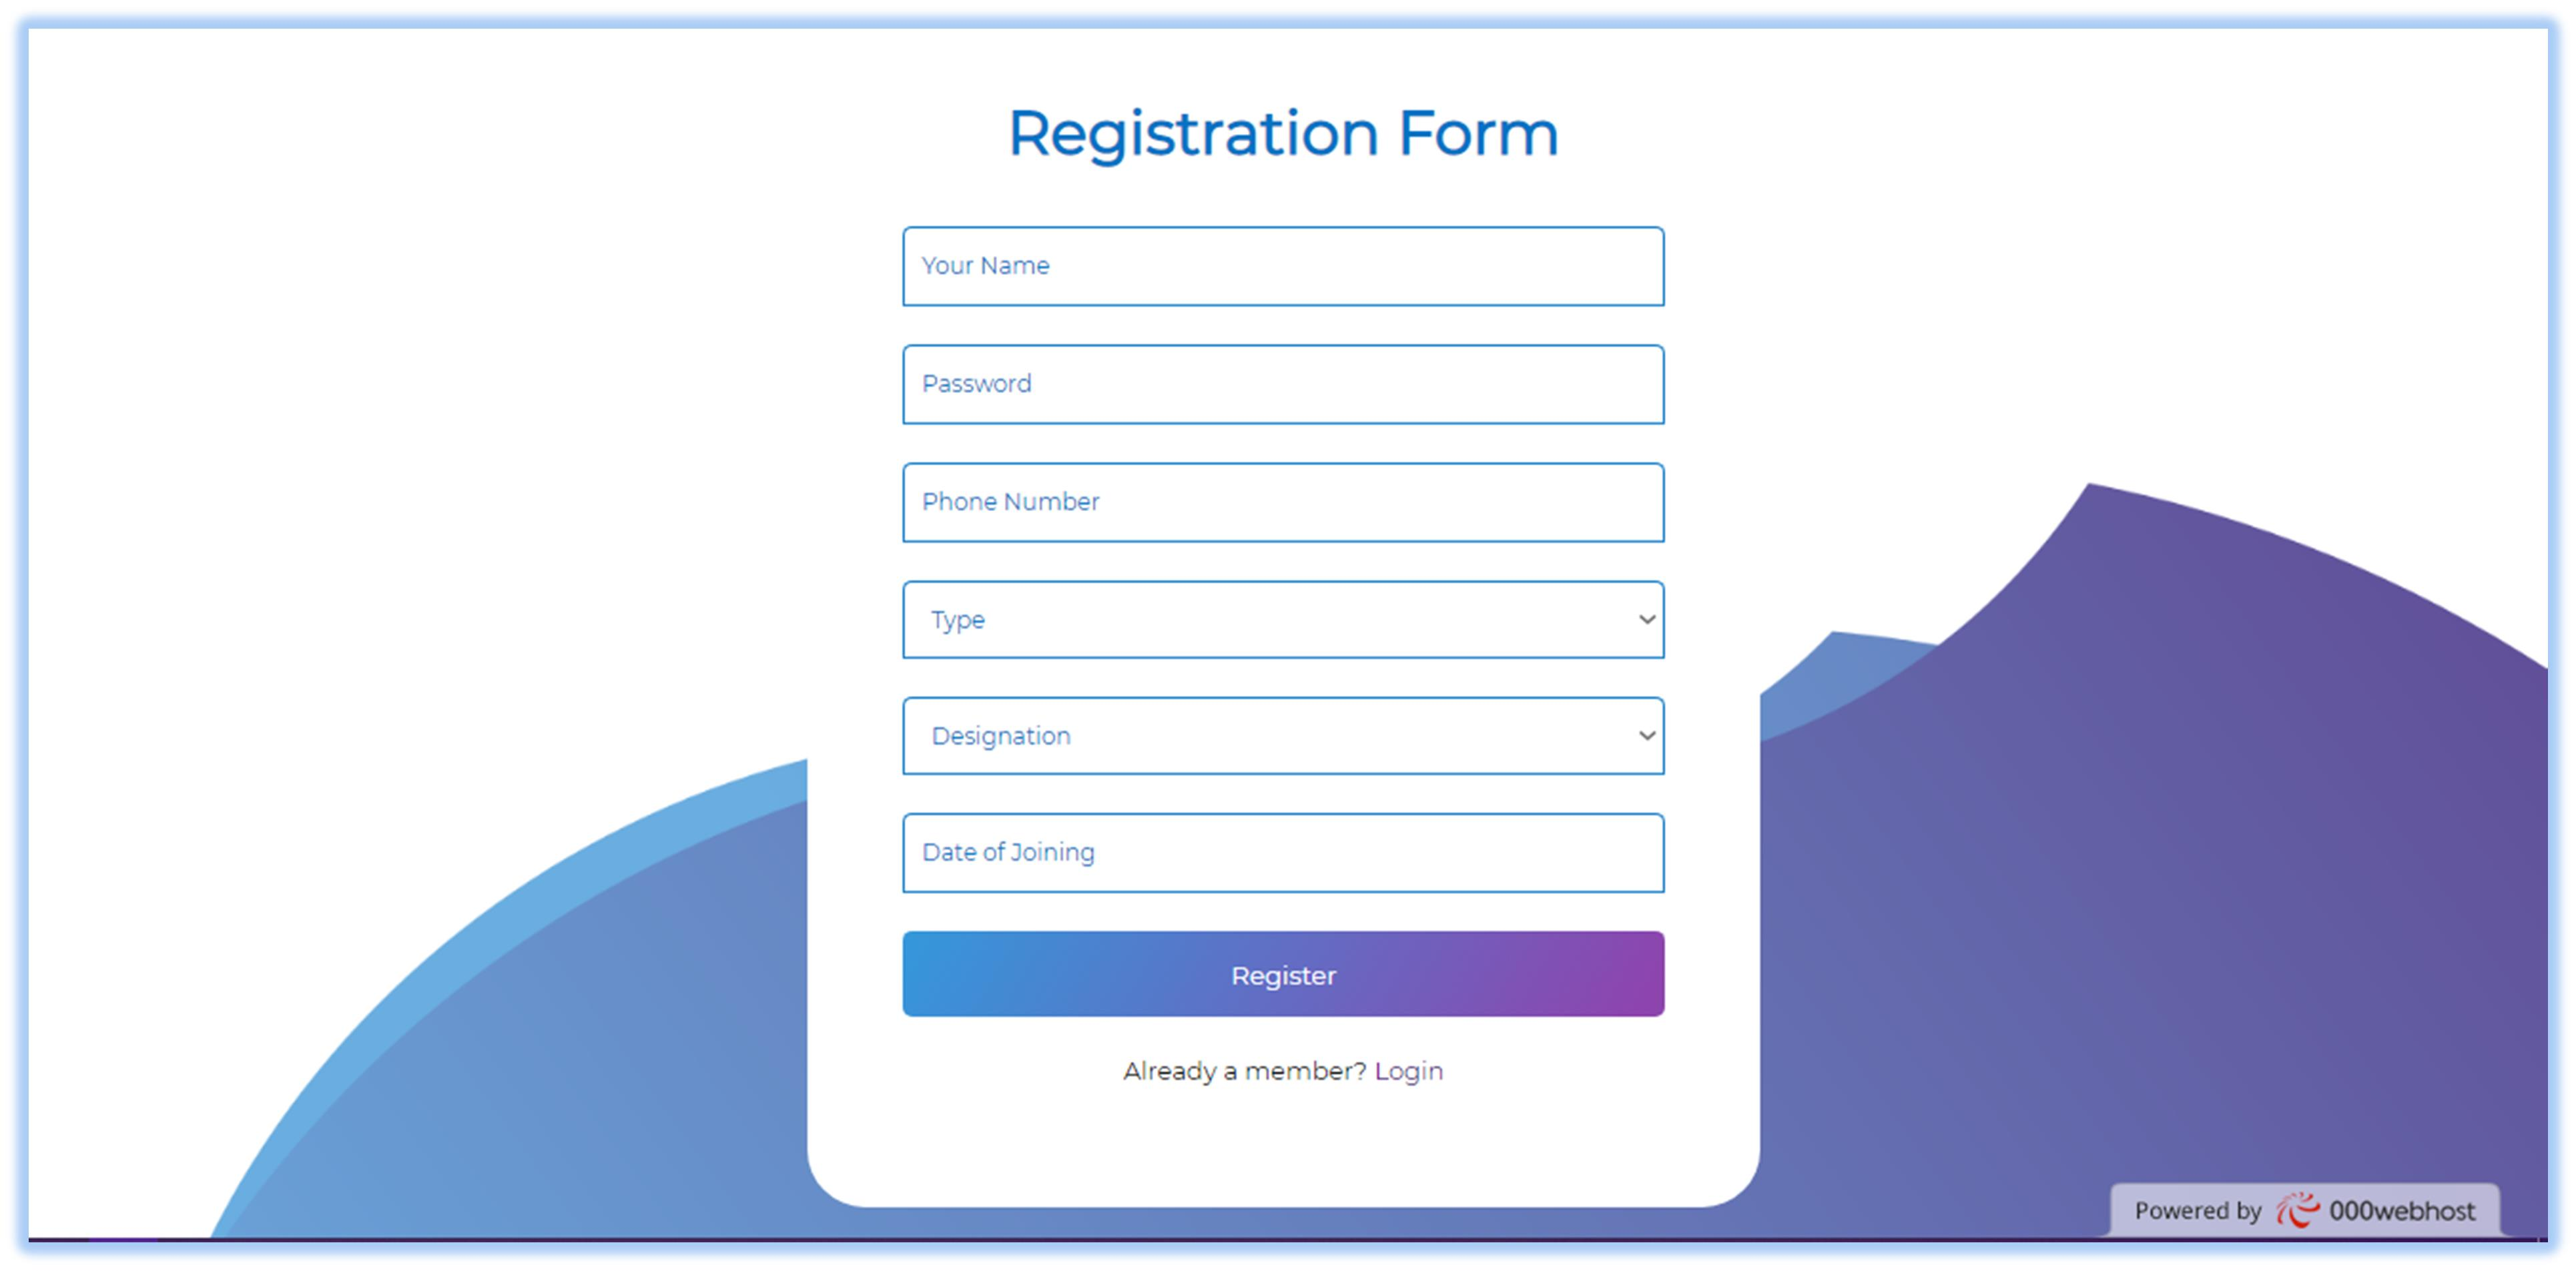 Registration Form
Your Name
Password
Phone Number
Type
Designation
Date of Joining
Register
Already a member? Login
Powered by 000webhost